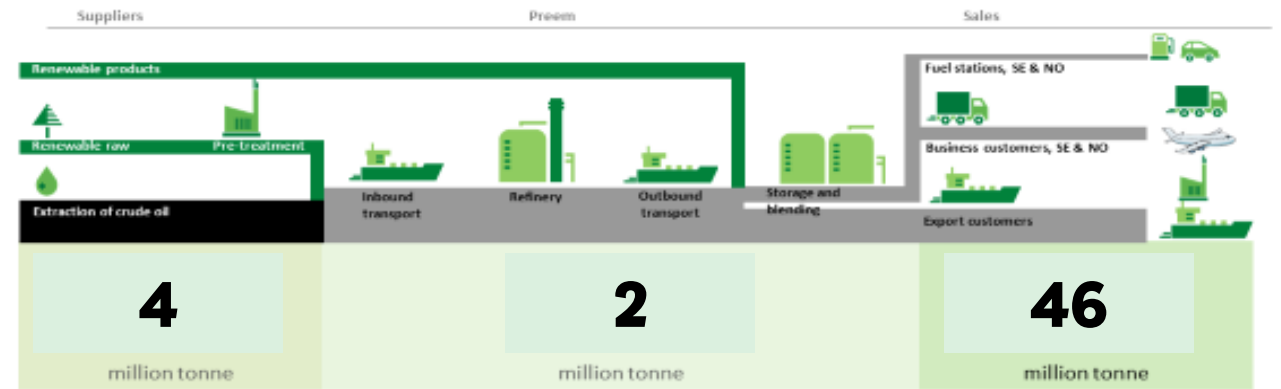 Suppliers
Preem
Sales
Renewable products
Fuel stations, SE & NO
Renewable raw
Pre-treatment
Business customers, SE & NO
Extraction of crude oil
Inbound
transport
Refinery
Outbound
transport
Storage and
blending
Export customers
4
2
46
million tonne
million tonne
million tonne